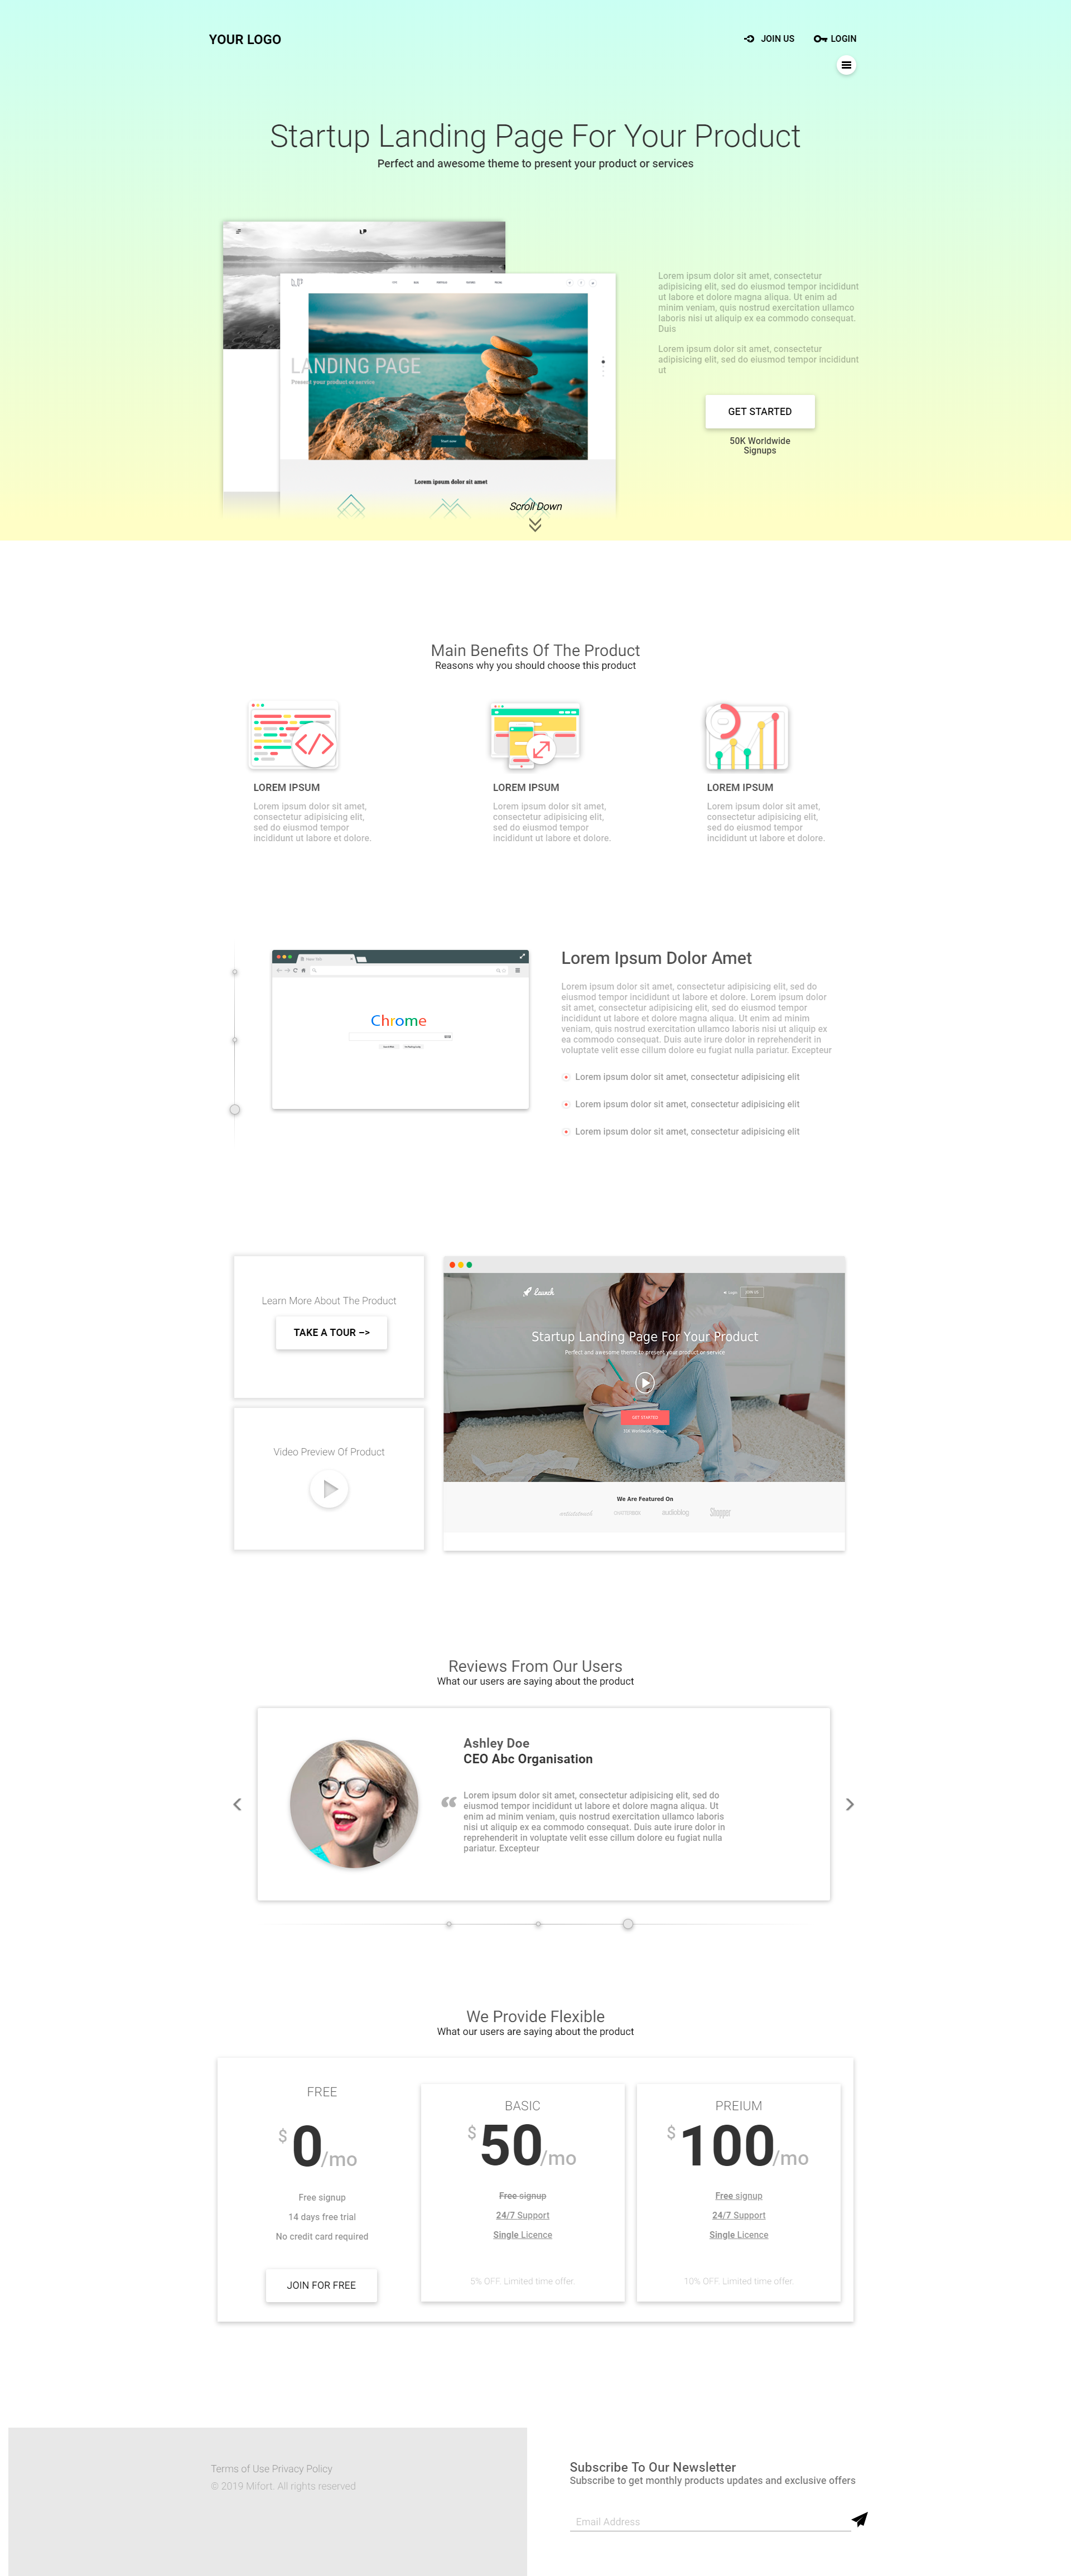 YOUR LOGO
JOIN US
LOGIN
Startup Landing Page For Your Product
Perfect and awesome theme to present your product or services
LANDING PAGE
Present your product or service
Start now
Lorem ipsum dolor sit amet
Scroll Down
Lorem ipsum dolor sit amet, consectetur
adipisicing elit, sed do eiusmod tempor incididunt
ut labore et dolore magna aliqua. Ut enim ad
minim veniam, quis nostrud exercitation ullamco
laboris nisi ut aliquip ex ea commodo consequat.
Duis
Lorem ipsum dolor sit amet, consectetur
adipisicing elit, sed do eiusmod tempor incididunt
ut
GET STARTED
50K Worldwide
Signups
Main Benefits Of The Product
Reasons why you should choose this product
LOREM IPSUM
Lorem ipsum dolor sit amet,
consectetur adipisicing elit,
sed do eiusmod tempor
incididunt ut labore et dolore.
LOREM IPSUM
Lorem ipsum dolor sit amet,
consectetur adipisicing elit,
sed do eiusmod tempor
incididunt ut labore et dolore.
LOREM IPSUM
Lorem ipsum dolor sit amet,
consectetur adipisicing elit,
sed do eiusmod tempor
incididunt ut labore et dolore.
Chrome
Lorem Ipsum Dolor Amet
Lorem ipsum dolor sit amet, consectetur adipisicing elit, sed do
eiusmod tempor incididunt ut labore et dolore. Lorem ipsum dolor
sit amet, consectetur adipisicing elit, sed do eiusmod tempor
incididunt ut labore et dolore magna aliqua. Ut enim ad minim
veniam, quis nostrud exercitation ullamco laboris nisi ut aliquip ex
ea commodo consequat. Duis aute irure dolor in reprehenderit in
voluptate velit esse cillum dolore eu fugiat nulla pariatur. Excepteur
Lorem ipsum dolor sit amet, consectetur adipisicing elit
Lorem ipsum dolor sit amet, consectetur adipisicing elit
Lorem ipsum dolor sit amet, consectetur adipisicing elit
Learn More About The Product
TAKE A TOUR –>
Video Preview Of Product
Launch
Login
JOIN US
Startup Landing Page For Your Product
Perfect and awesome theme to present your product or service
GET STARTED
50K Worldwide Signups
We Are Featured On
CHATTERBOX
audioblog
Shopper
Reviews From Our Users
What our users are saying about the product
Ashley Doe
CEO Abc Organisation
“ Lorem ipsum dolor sit amet, consectetur adipisicing elit, sed do
eiusmod tempor incididunt ut labore et dolore magna aliqua. Ut
enim ad minim veniam, quis nostrud exercitation ullamco laboris
nisi ut aliquip ex ea commodo consequat. Duis aute irure dolor in
reprehenderit in voluptate velit esse cillum dolore eu fugiat nulla
pariatur. Excepteur
We Provide Flexible
What our users are saying about the product
FREE
$ 0/mo
Free signup
14 days free trial
No credit card required
JOIN FOR FREE
BASIC
$ 50/mo
Free signup
24/7 Support
Single Licence
5% OFF. Limited time offer.
PREIUM
$ 100/mo
Free signup
24/7 Support
Single Licence
10% OFF. Limited time offer.
Terms of Use Privacy Policy
© 2019 Mifort. All rights reserved
Subscribe To Our Newsletter
Subscribe to get monthly products updates and exclusive offers
Email Address